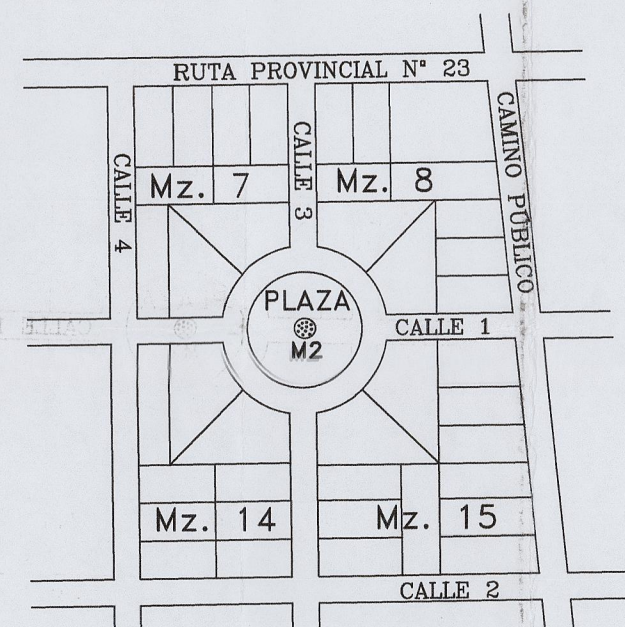 RUTA PROVINCIAL Nº 23
CAMINO PUBLICO
CALLE 4
CALLE 3
Mz. 7
Mz. 8
PLAZA
M2
CALLE 1
Mz. 14
Mz. 15
CALLE 2